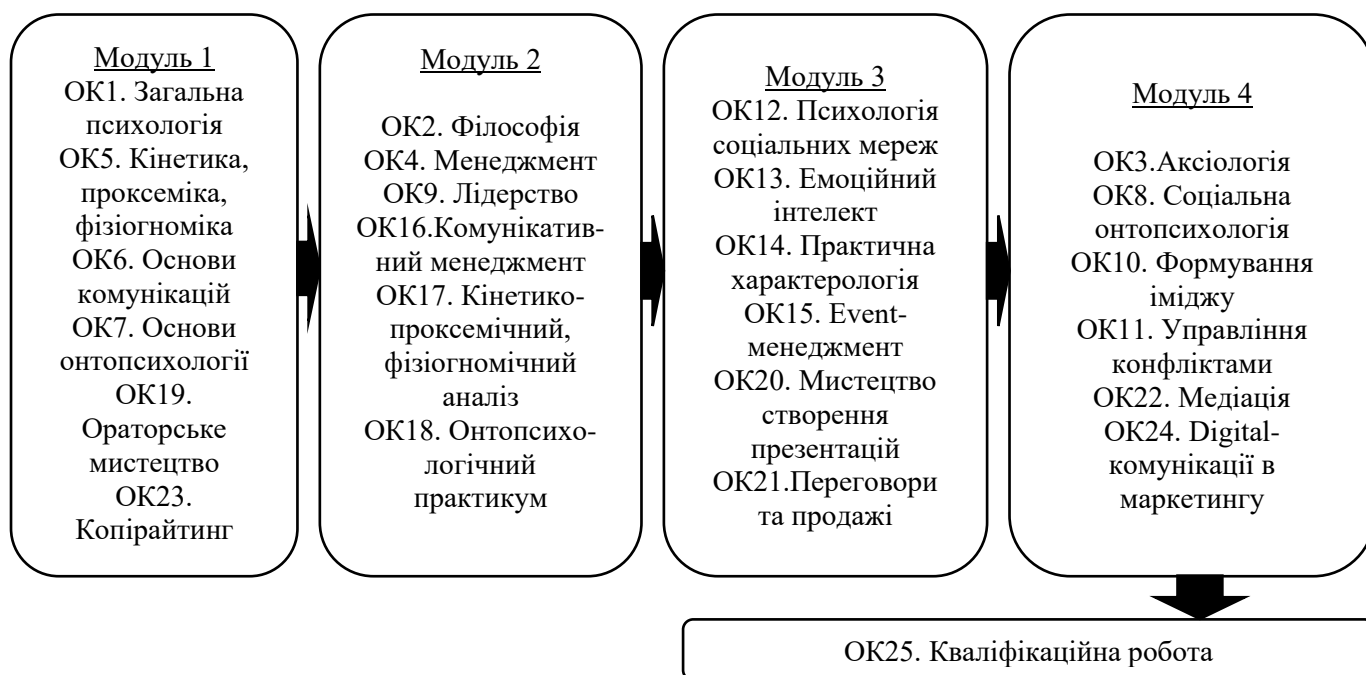 Модуль 1
ОК1. Загальна
психологія
ОК5. Кінетика,
проксеміка,
фізіогноміка
ОК6. Основи
комунікацій
ОК7. Основи
онтопсихології
ОК19.
Ораторське
мистецтво
ОК23.
Копірайтинг
Модуль 2
ОК2. Філософія
ОК4. Менеджмент
ОК9. Лідерство
ОК16.Комунікатив-
ний менеджмент
ОК17. Кінетико-
проксемічний,
фізіогномічний
аналіз
ОК18. Онтопсихо-
логічний
практикум
Модуль 3
ОК12. Психологія
соціальних мереж
ОК13. Емоційний
інтелект
ОК14. Практична
характерологія
ОК15. Event-
менеджмент
ОК20. Мистецтво
створення
презентацій
ОК21.Переговори
та продажі
Модуль 4
ОК3.Аксіологія
ОК8. Соціальна
онтопсихологія
ОК10. Формування
іміджу
ОК11. Управління
конфліктами
ОК22. Медіація
ОК24. Digital-
комунікації в
маркетингу
ОК25. Кваліфікаційна робота